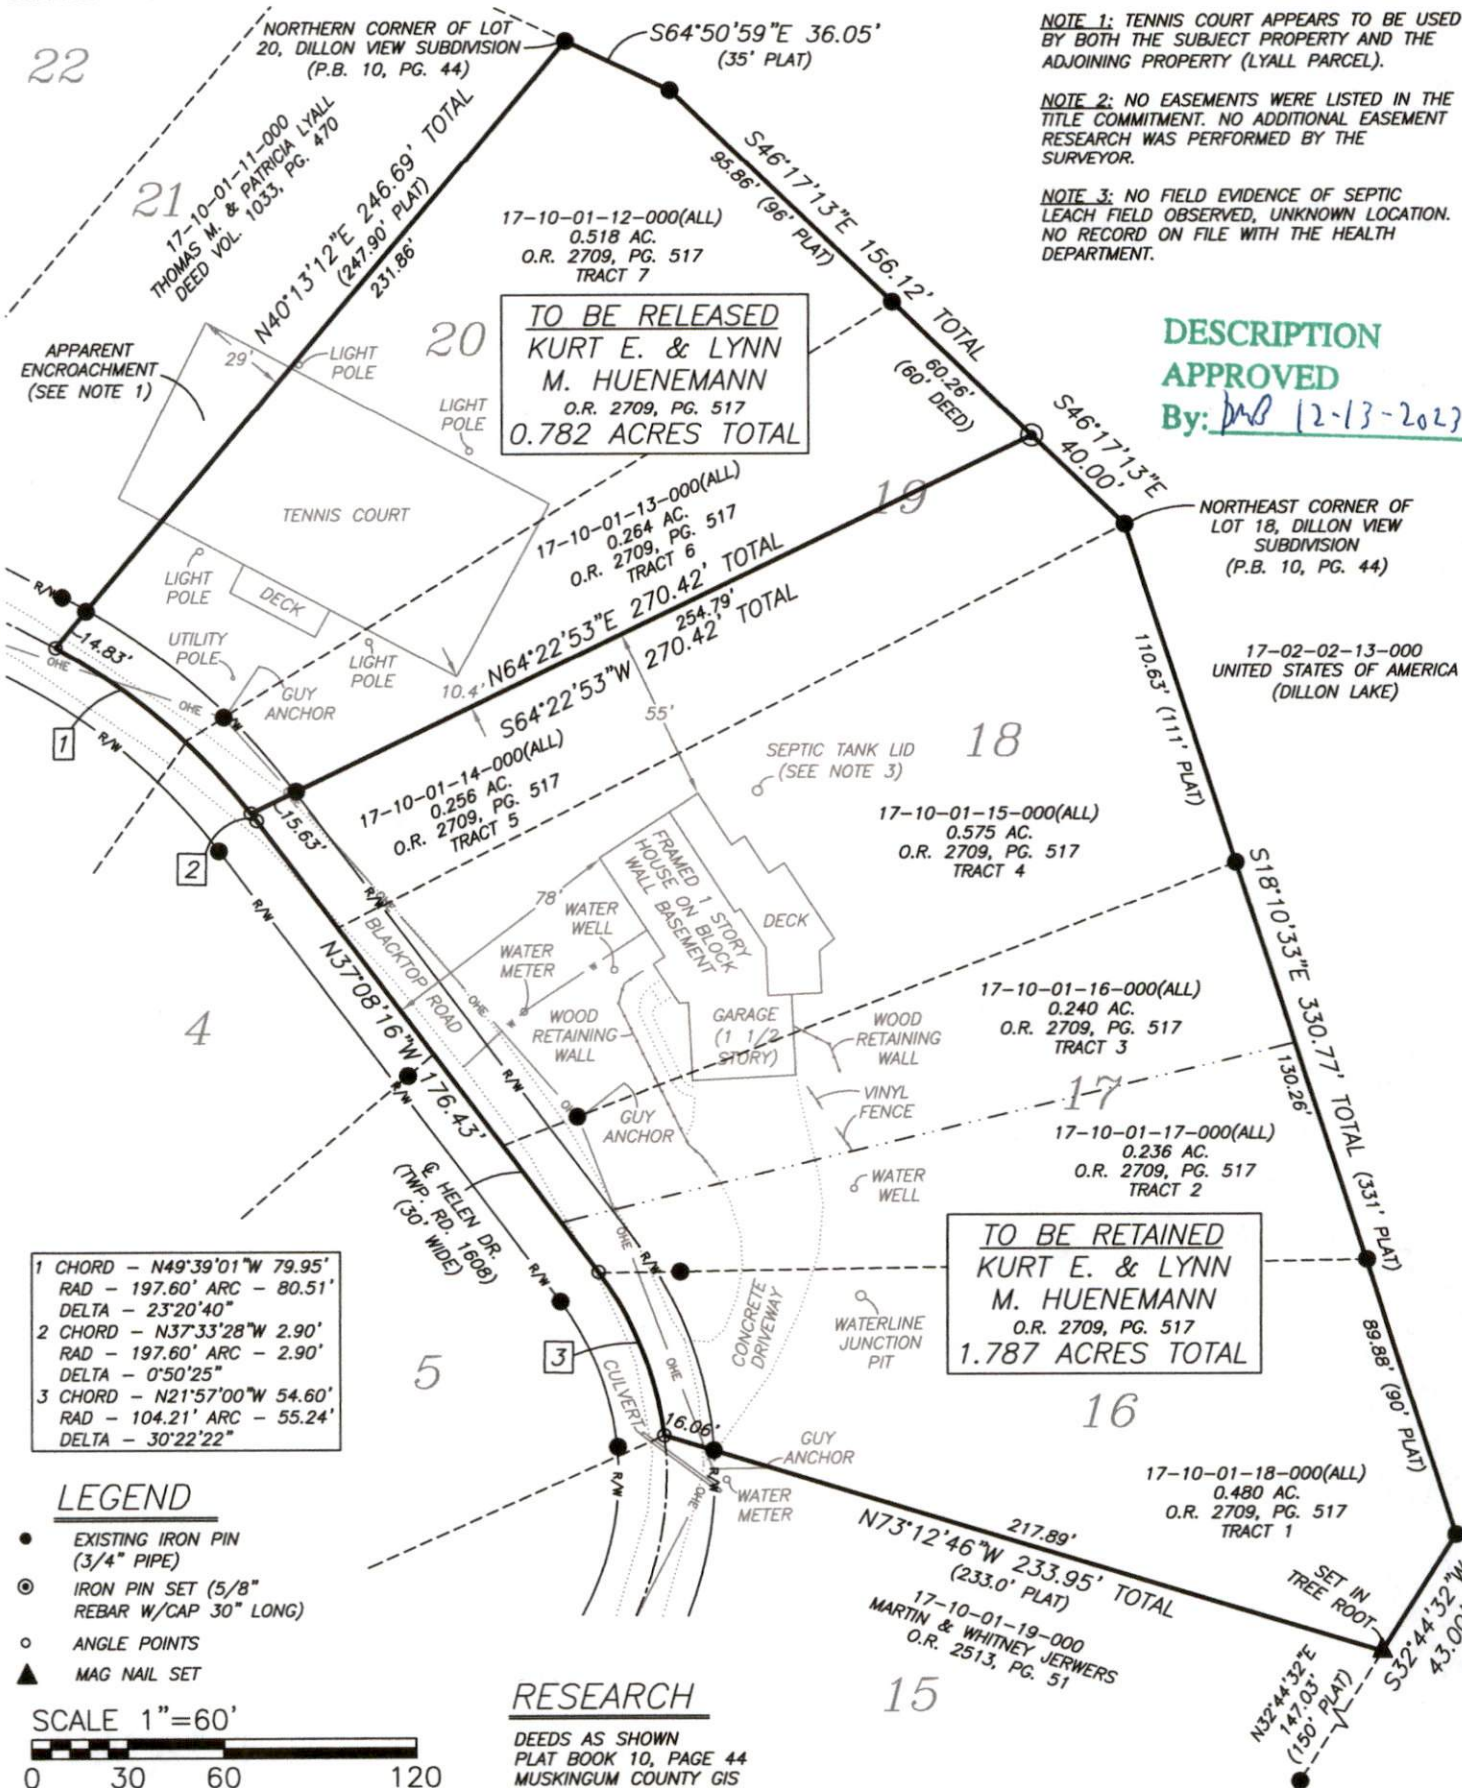 22
NORTHERN CORNER OF LOT
20, DILLON VIEW SUBDIVISION
(P.B. 10, PG. 44)
S64°50'59"E 36.05'
(35' PLAT)
NOTE 1: TENNIS COURT APPEARS TO BE USED
BY BOTH THE SUBJECT PROPERTY AND THE
ADJOINING PROPERTY (LYALL PARCEL).
NOTE 2: NO EASEMENTS WERE LISTED IN THE
TITLE COMMITMENT. NO ADDITIONAL EASEMENT
RESEARCH WAS PERFORMED BY THE
SURVEYOR.
NOTE 3: NO FIELD EVIDENCE OF SEPTIC
LEACH FIELD OBSERVED, UNKNOWN LOCATION.
NO RECORD ON FILE WITH THE HEALTH
DEPARTMENT.
21
17-10-01-11-000
THOMAS M. & PATRICIA LYALL
DEED VOL. 1033, PG. 470
N40°13'12"E 246.69' TOTAL
(247.90' PLAT)
231.86'
S46°17'13"E 156.12' TOTAL
95.86' (96' PLAT)
60.26'
(60' DEED)
17-10-01-12-000(ALL)
0.518 AC.
O.R. 2709, PG. 517
TRACT 7
20
TO BE RELEASED
KURT E. & LYNN
M. HUENEMANN
O.R. 2709, PG. 517
0.782 ACRES TOTAL
DESCRIPTION
APPROVED
By: 12-13-2023
APPARENT
ENCROACHMENT
(SEE NOTE 1)
29'
LIGHT
POLE
LIGHT
POLE
TENNIS COURT
LIGHT
POLE
DECK
LIGHT
POLE
UTILITY
POLE
GUY
ANCHOR
10.4'
S46°17'13"E
40.00'
19
NORTHEAST CORNER OF
LOT 18, DILLON VIEW
SUBDIVISION
(P.B. 10, PG. 44)
17-10-01-13-000(ALL)
0.264 AC.
O.R. 2709, PG. 517
TRACT 6
N64°22'53"E 270.42' TOTAL
254.79'
S64°22'53"W 270.42' TOTAL
17-02-02-13-000
UNITED STATES OF AMERICA
(DILLON LAKE)
R/W
14.83'
OHE
OHE
R/W
R/W
1
15.63'
2
R/W
17-10-01-14-000(ALL)
0.256 AC.
O.R. 2709, PG. 517
TRACT 5
55'
SEPTIC TANK LID
(SEE NOTE 3)
18
110.63' (111' PLAT)
17-10-01-15-000(ALL)
0.575 AC.
O.R. 2709, PG. 517
TRACT 4
FRAMED 1 STORY
HOUSE ON BLOCK
WALL BASEMENT
DECK
78'
WATER
WELL
WATER
METER
OHE
R/W
BLACKTOP ROAD
N37°08'16"W 176.43'
4
OHE
WOOD
RETAINING
WALL
GARAGE
(1 1/2
STORY)
WOOD
RETAINING
WALL
S18°10'33"E 330.77' TOTAL (331' PLAT)
130.26'
17-10-01-16-000(ALL)
0.240 AC.
O.R. 2709, PG. 517
TRACT 3
VINYL
FENCE
17
GUY
ANCHOR
R/W
R/W
17-10-01-17-000(ALL)
0.236 AC.
O.R. 2709, PG. 517
TRACT 2
WATER
WELL
℄ HELEN DR.
(TWP. RD. 1608)
(30' WIDE)
OHE
R/W
R/W
TO BE RETAINED
KURT E. & LYNN
M. HUENEMANN
O.R. 2709, PG. 517
1.787 ACRES TOTAL
1 CHORD - N49°39'01"W 79.95'
RAD - 197.60' ARC - 80.51'
DELTA - 23°20'40"
2 CHORD - N37°33'28"W 2.90'
RAD - 197.60' ARC - 2.90'
DELTA - 0°50'25"
3 CHORD - N21°57'00"W 54.60'
RAD - 104.21' ARC - 55.24'
DELTA - 30°22'22"
5
3
OHE
CULVERT
CONCRETE
DRIVEWAY
WATERLINE
JUNCTION
PIT
89.88' (90' PLAT)
16
16.06'
GUY
ANCHOR
R/W
R/W
OHE
WATER
METER
17-10-01-18-000(ALL)
0.480 AC.
O.R. 2709, PG. 517
TRACT 1
217.89'
N73°12'46"W 233.95' TOTAL
(233.0' PLAT)
17-10-01-19-000
MARTIN & WHITNEY JERWERS
O.R. 2513, PG. 51
SET IN
TREE ROOT
S32°44'32"W
43.00'
N32°44'32"E
147.03'
(150' PLAT)
15
LEGEND
EXISTING IRON PIN
(3/4" PIPE)
IRON PIN SET (5/8"
REBAR W/CAP 30" LONG)
ANGLE POINTS
MAG NAIL SET
SCALE 1"=60'
0 30 60 120
RESEARCH
DEEDS AS SHOWN
PLAT BOOK 10, PAGE 44
MUSKINGUM COUNTY GIS